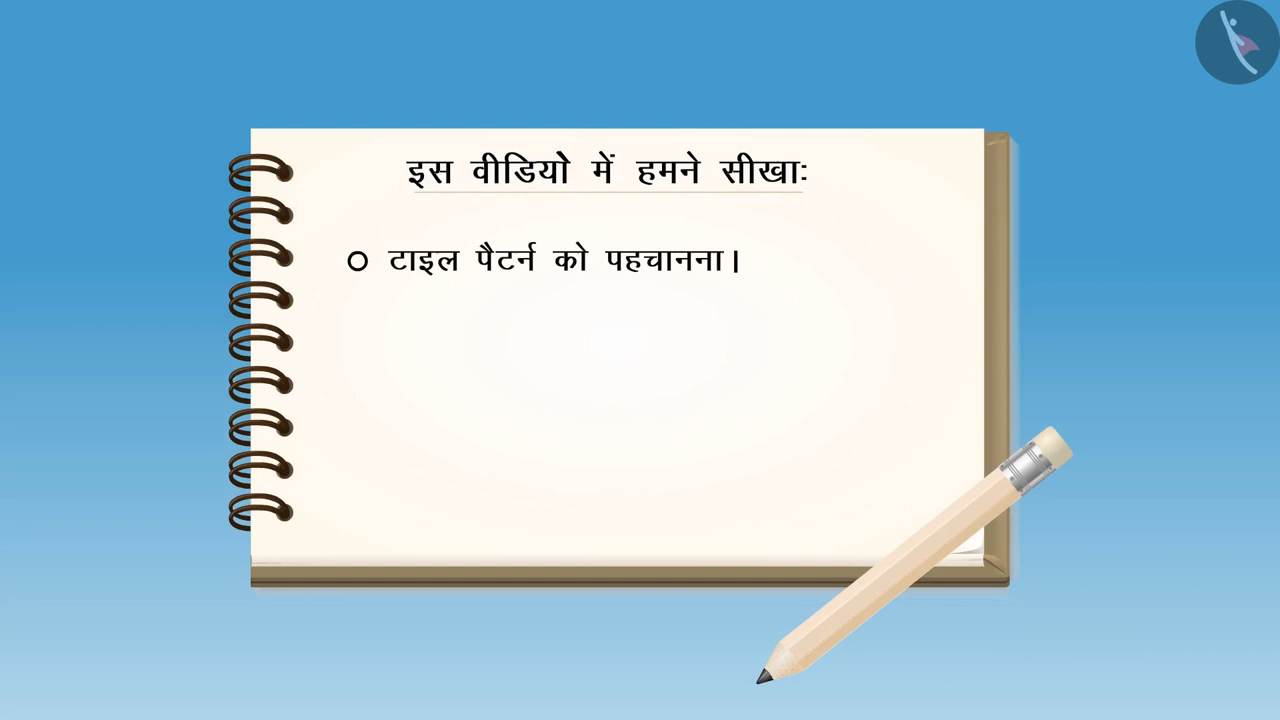 इस वीडियो में हमने सीखाः
टाइल पैटर्न को पहचानना।